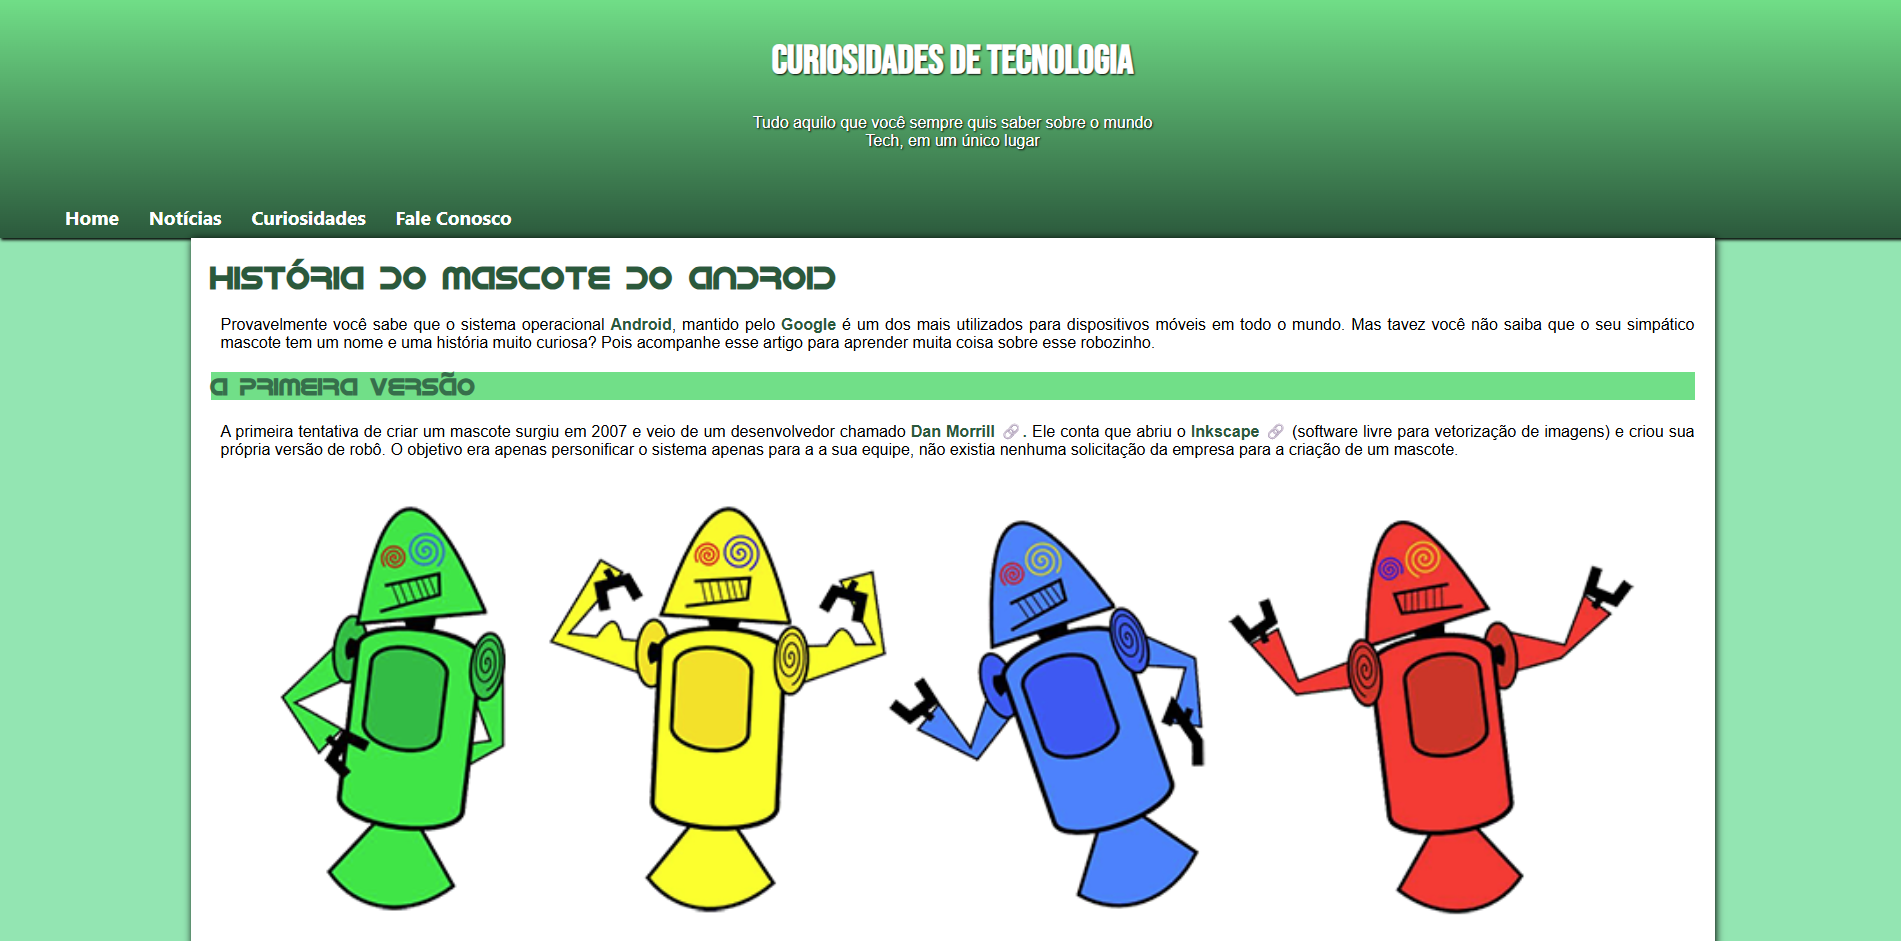 CURIOSIDADES DE TECNOLOGIA
Tudo aquilo que você sempre quis saber sobre o mundo
Tech, em um único lugar
Home Notícias Curiosidades Fale Conosco
HISTÓRIA DO MASCOTE DO ANDROID
Provavelmente você sabe que o sistema operacional Android, mantido pelo Google é um dos mais utilizados para dispositivos móveis em todo o mundo. Mas tavez você não saiba que o seu simpático
mascote tem um nome e uma história muito curiosa? Pois acompanhe esse artigo para aprender muita coisa sobre esse robozinho.
A PRIMEIRA VERSÃO
A primeira tentativa de criar um mascote surgiu em 2007 e veio de um desenvolvedor chamado Dan Morrill 🔗. Ele conta que abriu o Inkscape 🔗 (software livre para vetorização de imagens) e criou sua
própria versão de robô. O objetivo era apenas personificar o sistema apenas para a a sua equipe, não existia nenhuma solicitação da empresa para a criação de um mascote.